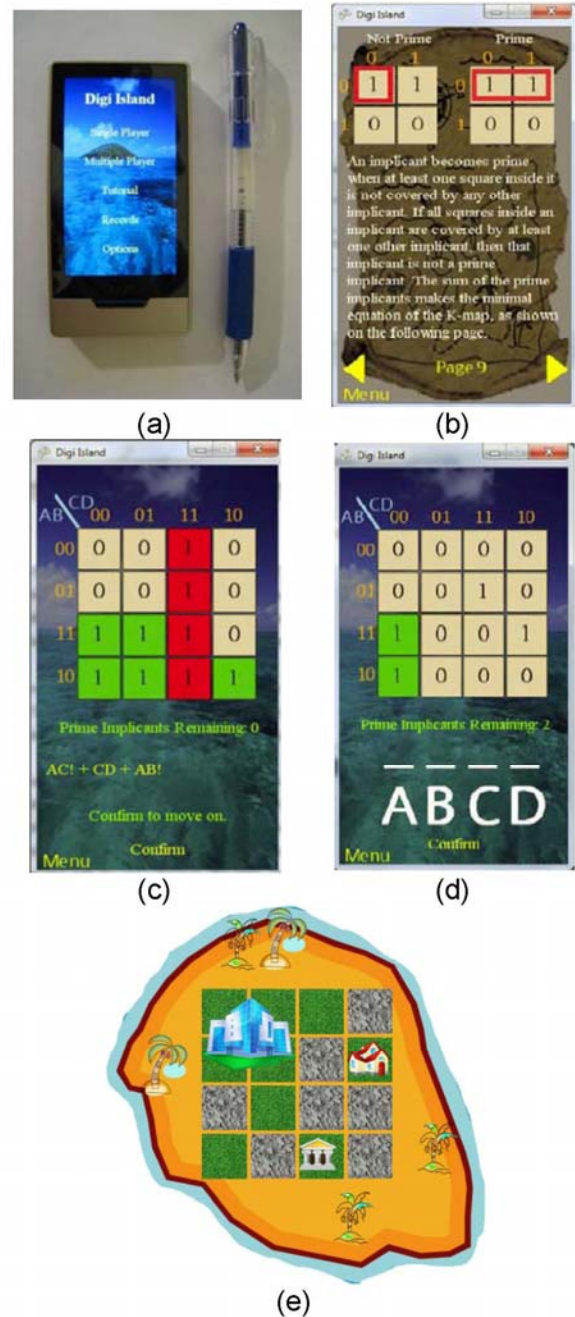 Digi Island
Single Player
Multiple Player
Tutorial
Records
Options
(a)
Digi Island
Not Prime Prime
0 1 0 1
0 1 1 0 1 1
1 0 0 1 0 0
An implicant becomes prime
when at least one square inside it
is not covered by any other
implicant. If all squares inside an
implicant are covered by at least
one other implicant, then that
implicant is not a prime
implicant. The sum of the prime
implicants makes the minimal
equation of the K-map, as shown
on the following page.
Page 9
Menu
(b)
Digi Island
CD
AB 00 01 11 10
00 0 0 1 0
01 0 0 1 0
11 1 1 1 0
10 1 1 1 1
Prime Implicants Remaining: 0
AC! + CD + AB!
Confirm to move on.
Confirm
Menu
(c)
Digi Island
CD
AB 00 01 11 10
00 0 0 0 0
01 0 0 1 0
11 1 0 0 1
10 1 0 0 0
Prime Implicants Remaining: 2
ABCD
Confirm
Menu
(d)
(e)